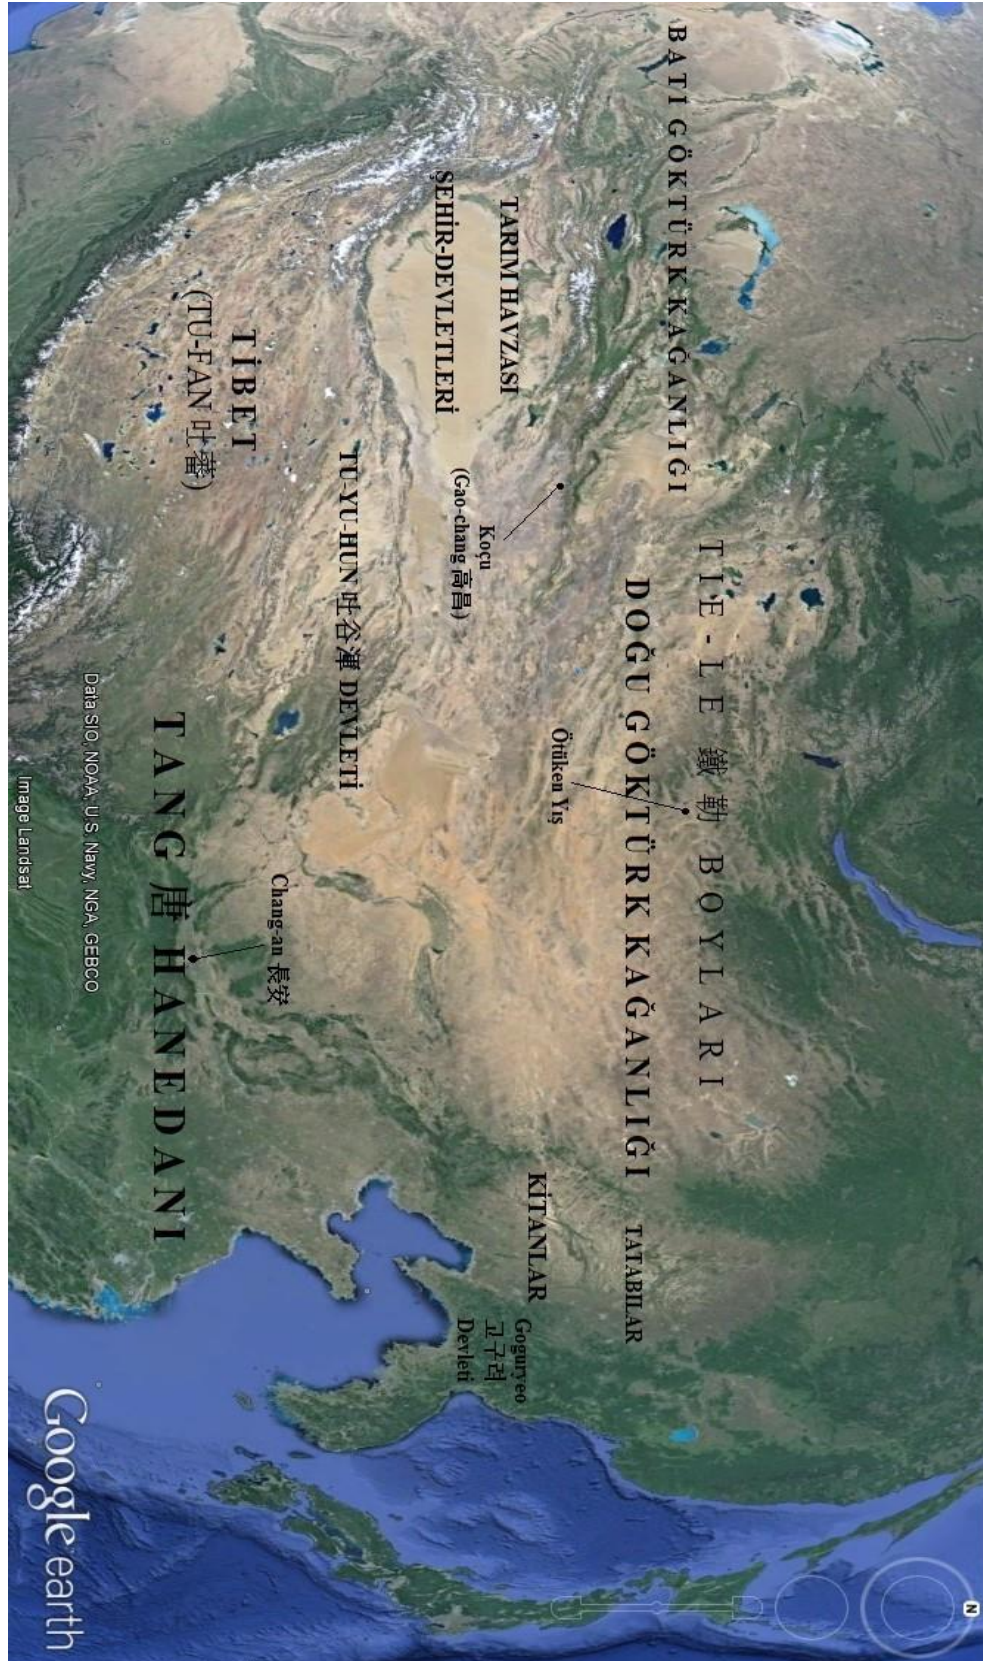 BATI GÖKTÜRK KAĞANLIĞI
TIE-LE 鐵勒 BOYLARI
DOĞU GÖKTÜRK KAĞANLIĞI
TATABILAR
Ötüken Yış
TARIM HAVZASI
ŞEHİR-DEVLETLERİ
Koçu
(Gao-chang 高昌)
KİTANLAR
Goguryeo
고구려
Devleti
TU-YU-HUN 吐谷渾 DEVLETİ
TİBET
(TU-FAN 吐蕃)
Chang-an 長安
TANG 唐 HANEDANI
Data SIO, NOAA, U.S. Navy, NGA, GEBCO
Image Landsat
Google earth
N